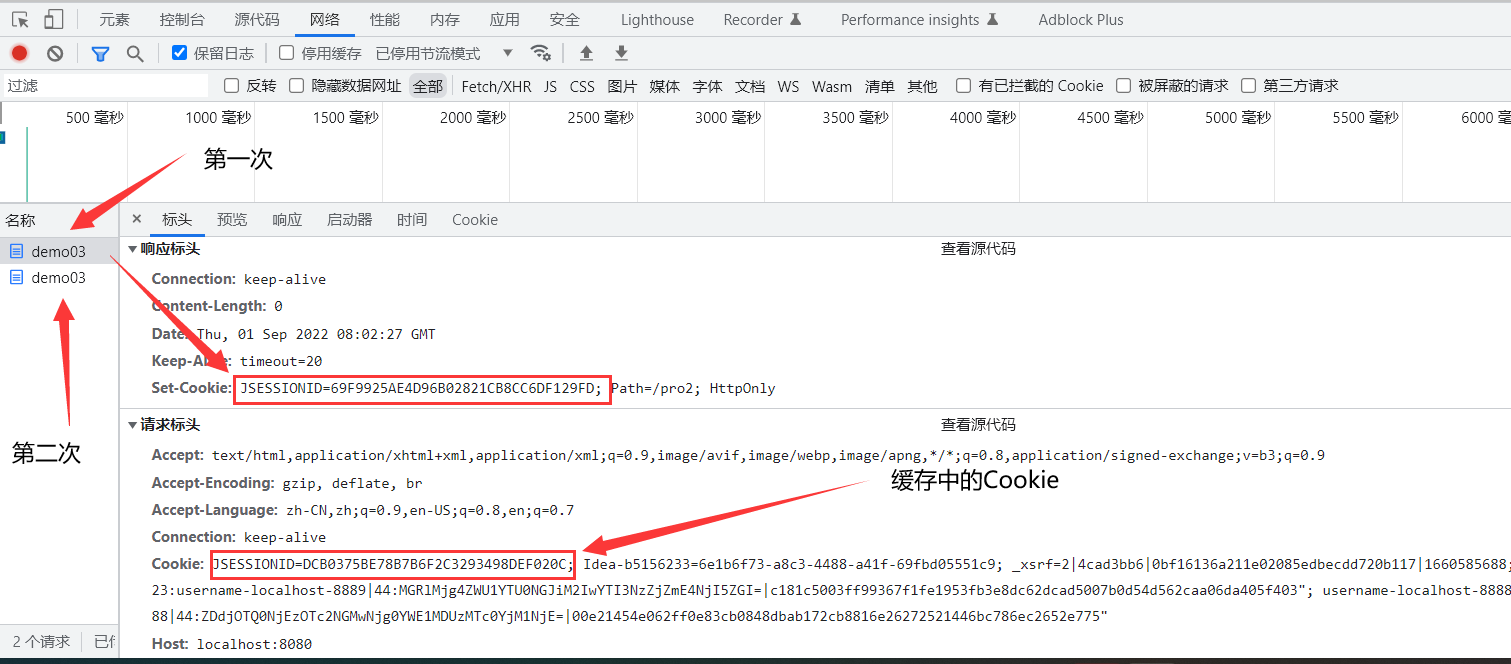 元素 控制台 源代码 网络 性能 内存 应用 安全 Lighthouse Recorder Performance insights Adblock Plus
保留日志 停用缓存 已停用节流模式
过滤 反转 隐藏数据网址 全部 Fetch/XHR JS CSS 图片 媒体 字体 文档 WS Wasm 清单 其他 有已拦截的 Cookie 被屏蔽的请求 第三方请求
500 毫秒 1000 毫秒 1500 毫秒 2000 毫秒 2500 毫秒 3000 毫秒 3500 毫秒 4000 毫秒 4500 毫秒 5000 毫秒 5500 毫秒 6000 毫
第一次
名称 × 标头 预览 响应 启动器 时间 Cookie
demo03
demo03
第二次
响应标头 查看源代码
Connection: keep-alive
Content-Length: 0
Date: Thu, 01 Sep 2022 08:02:27 GMT
Keep-Alive: timeout=20
Set-Cookie: JSESSIONID=69F9925AE4D96B02821CB8CC6DF129FD; Path=/pro2; HttpOnly
请求标头 查看源代码
Accept: text/html,application/xhtml+xml,application/xml;q=0.9,image/avif,image/webp,image/apng,*/*;q=0.8,application/signed-exchange;v=b3;q=0.9
缓存中的Cookie
Accept-Encoding: gzip, deflate, br
Accept-Language: zh-CN,zh;q=0.9,en-US;q=0.8,en;q=0.7
Connection: keep-alive
Cookie: JSESSIONID=DCB0375BE78B7B6F2C3293498DEF020C; Idea-b5156233=6e1b6f73-a8c3-4488-a41f-69fbd05551c9; _xsrf=2|4cad3bb6|0bf16136a211e02085edbecdd720b117|1660585688;
23:username-localhost-8889|44:MGRlMjg4ZWU1YTU0NGJiM2IwYTI3NzZjZmE4NjI5ZGI=|c181c5003ff99367f1fe1953fb3e8dc62dcad5007b0d54d562caa06da405f403"; username-localhost-8888
88|44:ZDdjOTQ0NjEzOTc2NGMwNjg0YWE1MDUzMTc0YjM1NjE=|00e21454e062ff0e83cb0848dbab172cb8816e26272521446bc786ec2652e775"
Host: localhost:8080
2 个请求 已